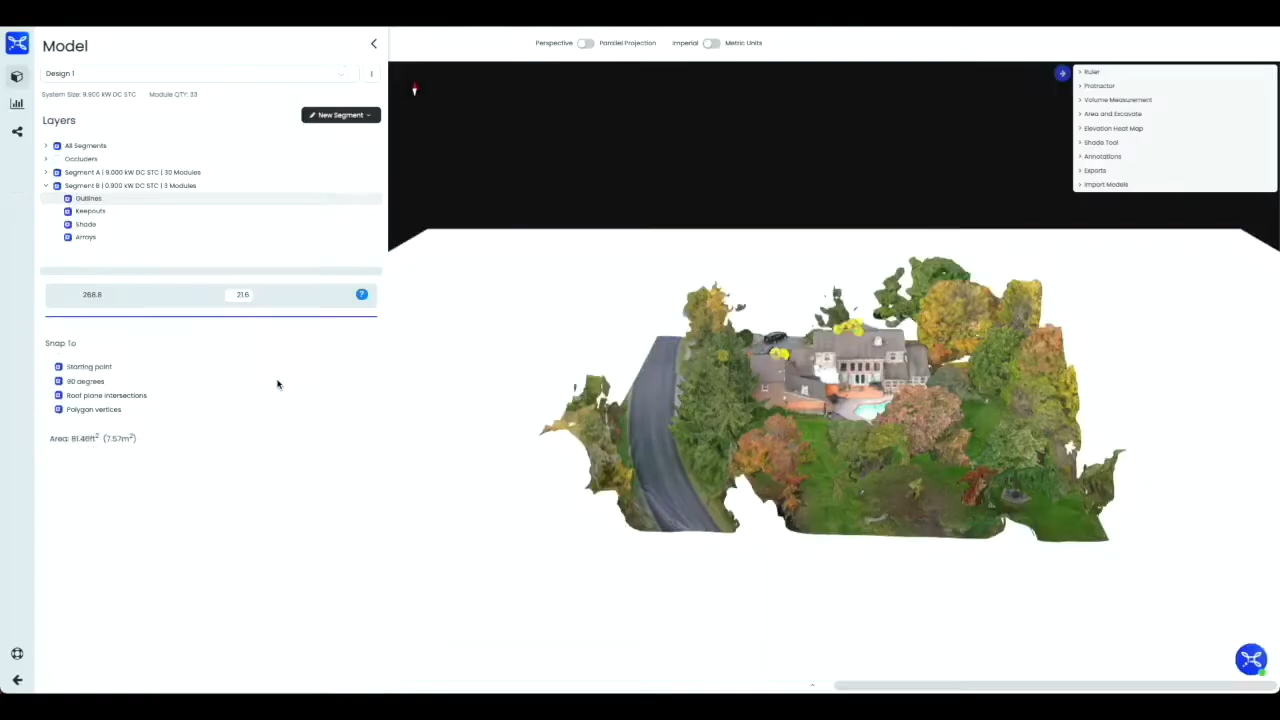 Model
Perspective
Parallel Projection
Imperial
Metric Units
Design 1
System Size: 9.900 kW DC STC
Module QTY: 33
New Segment
Layers
All Segments
Occluders
Segment A | 9.000 kW DC STC | 30 Modules
Segment B | 0.900 kW DC STC | 3 Modules
Outlines
Keepouts
Shade
Arrays
268.8
21.6
?
Snap To
Starting point
90 degrees
Roof plane intersections
Polygon vertices
Area: 81.46ft² (7.57m²)
Ruler
Protractor
Volume Measurement
Area and Excavate
Elevation Heat Map
Shade Tool
Annotations
Exports
Import Models